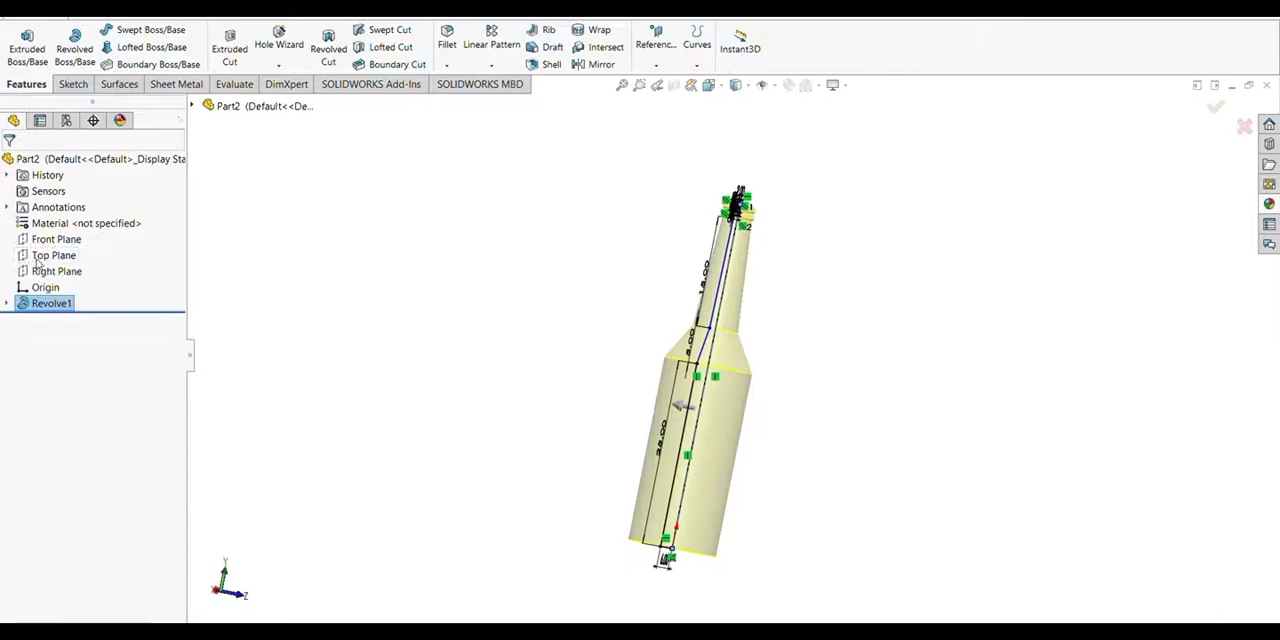 Extruded Boss/Base
Revolved Boss/Base
Swept Boss/Base
Lofted Boss/Base
Boundary Boss/Base
Extruded Cut
Hole Wizard
Revolved Cut
Swept Cut
Lofted Cut
Boundary Cut
Fillet
Linear Pattern
Rib
Draft
Shell
Wrap
Intersect
Mirror
Referenc...
Curves
Instant3D
Features
Sketch
Surfaces
Sheet Metal
Evaluate
DimXpert
SOLIDWORKS Add-Ins
SOLIDWORKS MBD
Part2 (Default<<De...
Part2 (Default<<Default>_Display Sta
History
Sensors
Annotations
Material <not specified>
Front Plane
Top Plane
Right Plane
Origin
Revolve1
2
Y
Z